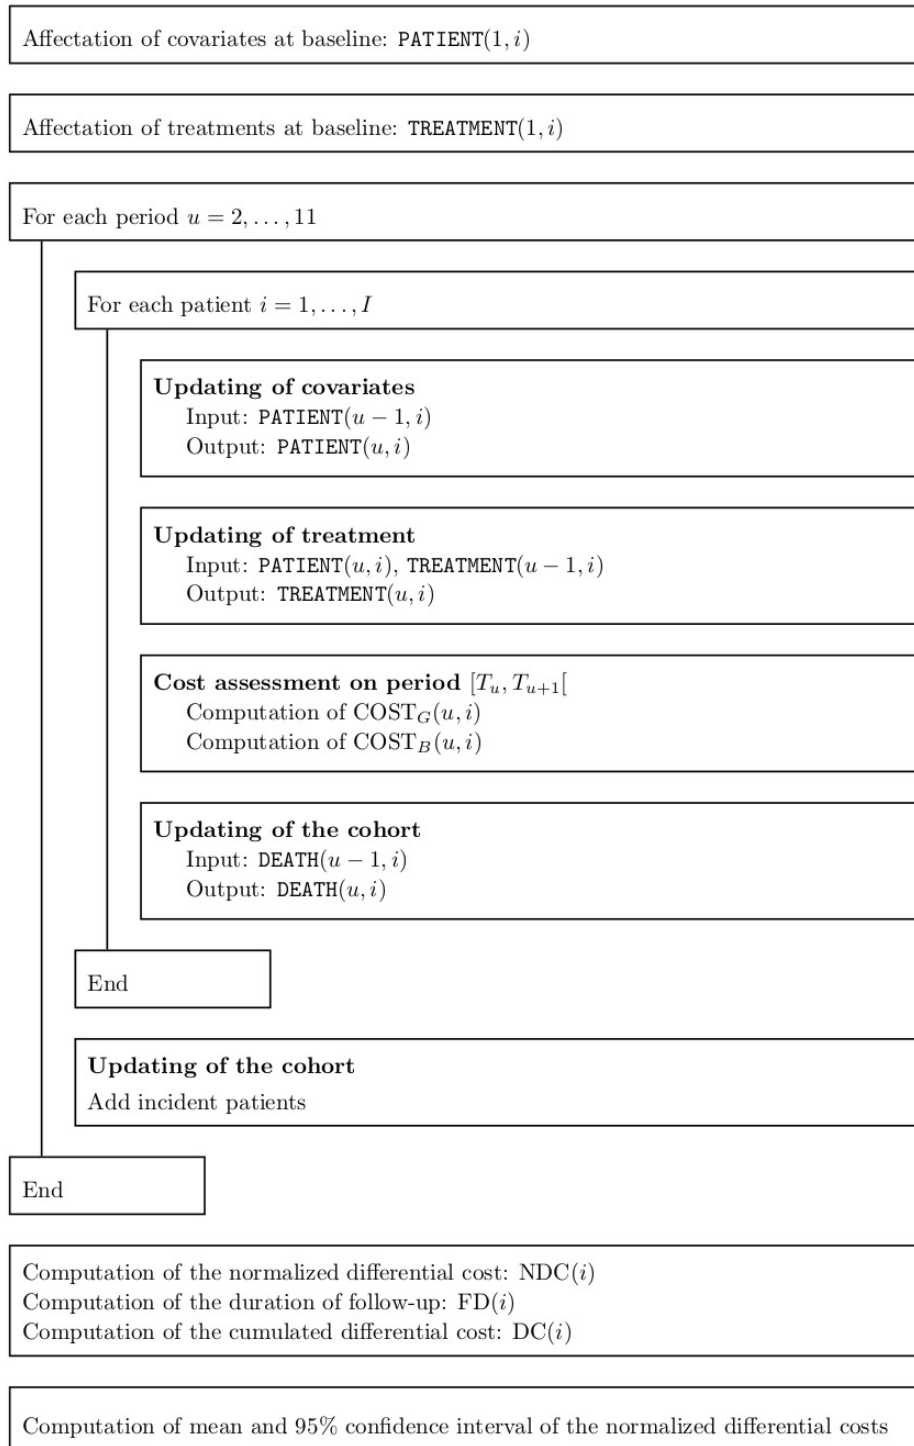 Affectation of covariates at baseline: PATIENT(1, i)
Affectation of treatments at baseline: TREATMENT(1, i)
For each period u = 2, . . . , 11
For each patient i = 1, . . . , I
Updating of covariates
Input: PATIENT(u − 1, i)
Output: PATIENT(u, i)
Updating of treatment
Input: PATIENT(u, i), TREATMENT(u − 1, i)
Output: TREATMENT(u, i)
Cost assessment on period [T_u, T_{u+1}[
Computation of COST_G(u, i)
Computation of COST_B(u, i)
Updating of the cohort
Input: DEATH(u − 1, i)
Output: DEATH(u, i)
End
Updating of the cohort
Add incident patients
End
Computation of the normalized differential cost: NDC(i)
Computation of the duration of follow-up: FD(i)
Computation of the cumulated differential cost: DC(i)
Computation of mean and 95% confidence interval of the normalized differential costs